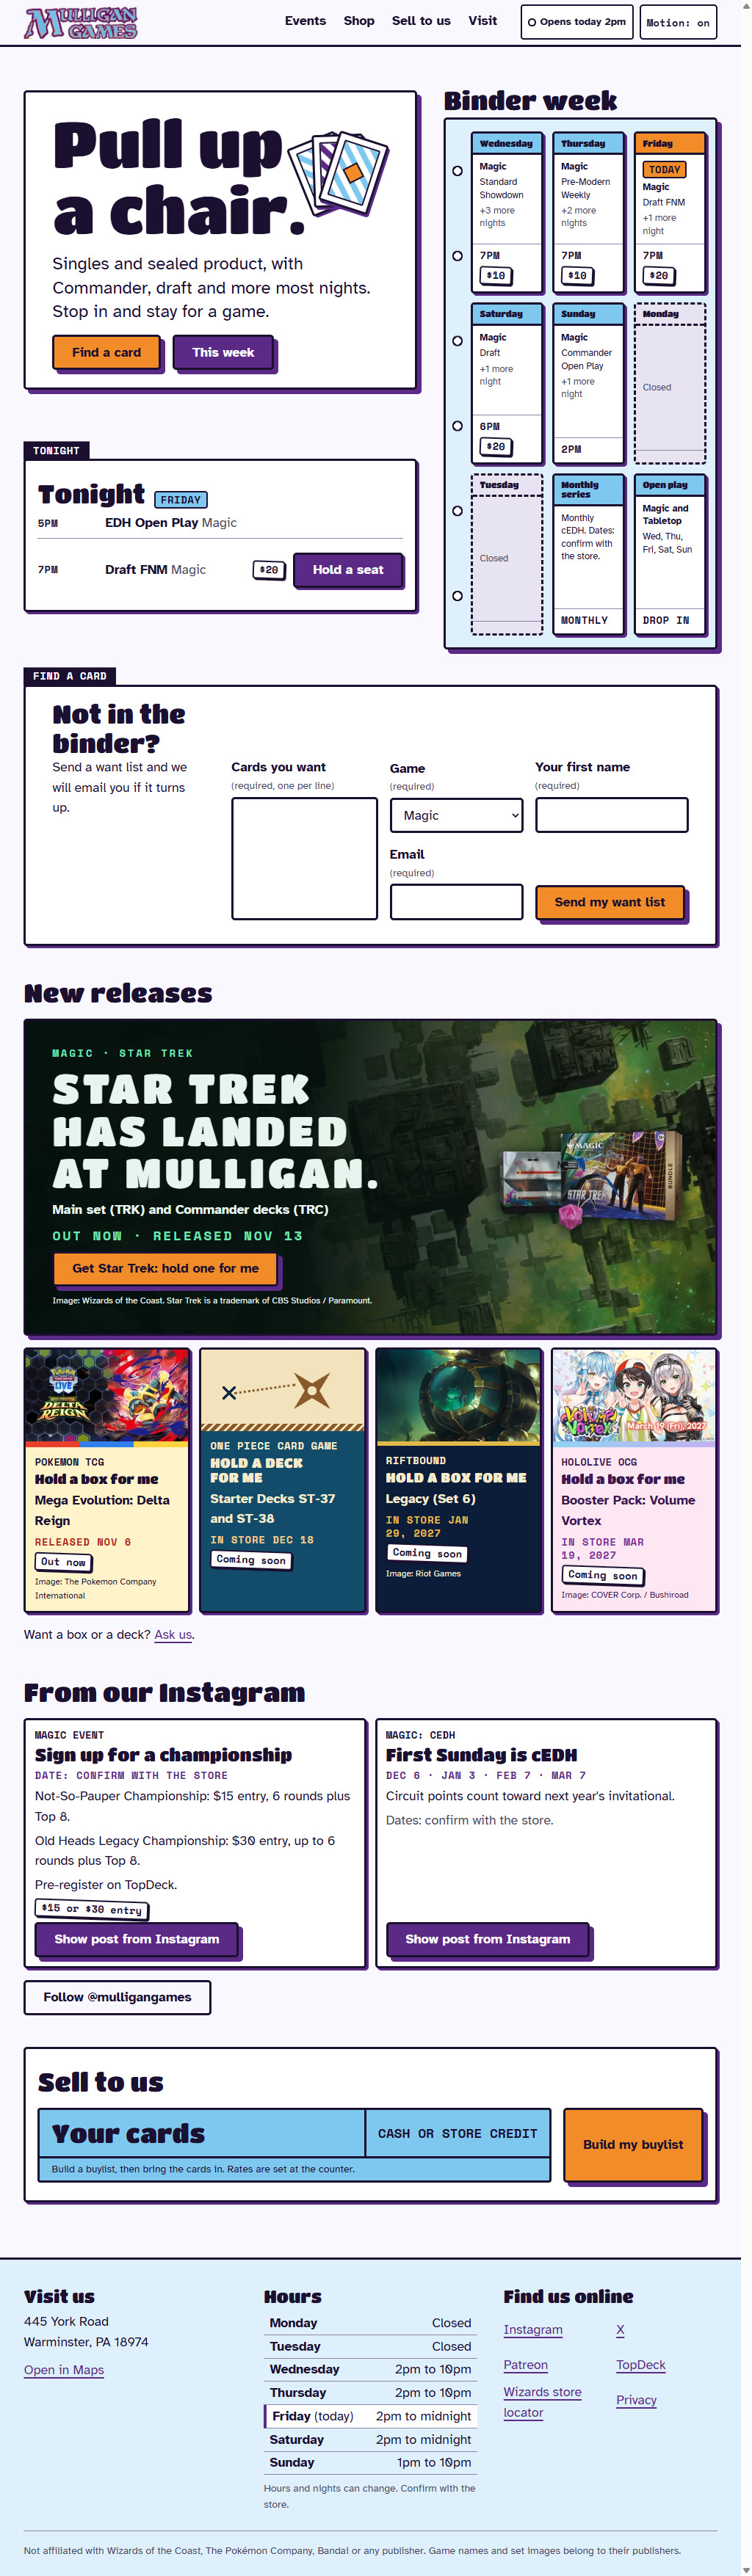 MULLIGAN
GAMES
Events Shop Sell to us Visit
Opens today 2pm
Motion: on
Pull up
a chair.
Singles and sealed product, with
Commander, draft and more most nights.
Stop in and stay for a game.
Find a card
This week
Binder week
Wednesday
Magic
Standard
Showdown
+3 more
nights
7PM
$10
Thursday
Magic
Pre-Modern
Weekly
+2 more
nights
7PM
$10
Friday
TODAY
Magic
Draft FNM
+1 more
night
7PM
$20
Saturday
Magic
Draft
+1 more
night
6PM
$20
Sunday
Magic
Commander
Open Play
+1 more
night
2PM
Monday
Closed
Tuesday
Closed
Monthly
series
Monthly
cEDH. Dates:
confirm with
the store.
MONTHLY
Open play
Magic and
Tabletop
Wed, Thu,
Fri, Sat, Sun
DROP IN
TONIGHT
Tonight FRIDAY
5PM EDH Open Play Magic
7PM Draft FNM Magic $20 Hold a seat
FIND A CARD
Not in the
binder?
Send a want list and we
will email you if it turns
up.
Cards you want
(required, one per line)
Game
(required)
Magic
Email
(required)
Your first name
(required)
Send my want list
New releases
MAGIC · STAR TREK
STAR TREK
HAS LANDED
AT MULLIGAN.
Main set (TRK) and Commander decks (TRC)
OUT NOW · RELEASED NOV 13
Get Star Trek: hold one for me
Image: Wizards of the Coast. Star Trek is a trademark of CBS Studios / Paramount.
MAGIC
STAR TREK
BUNDLE
POKÉMON
LIVE
DELTA
REIGN
POKEMON TCG
Hold a box for me
Mega Evolution: Delta
Reign
RELEASED NOV 6
Out now
Image: The Pokemon Company
International
ONE PIECE CARD GAME
HOLD A DECK
FOR ME
Starter Decks ST-37
and ST-38
IN STORE DEC 18
Coming soon
RIFTBOUND
HOLD A BOX FOR ME
Legacy (Set 6)
IN STORE JAN
29, 2027
Coming soon
Image: Riot Games
Volume
Vortex
March 19 (Fri), 2027
HOLOLIVE OCG
Hold a box for me
Booster Pack: Volume
Vortex
IN STORE MAR
19, 2027
Coming soon
Image: COVER Corp. / Bushiroad
Want a box or a deck? Ask us.
From our Instagram
MAGIC EVENT
Sign up for a championship
DATE: CONFIRM WITH THE STORE
Not-So-Pauper Championship: $15 entry, 6 rounds plus
Top 8.
Old Heads Legacy Championship: $30 entry, up to 6
rounds plus Top 8.
Pre-register on TopDeck.
$15 or $30 entry
Show post from Instagram
MAGIC: CEDH
First Sunday is cEDH
DEC 6 · JAN 3 · FEB 7 · MAR 7
Circuit points count toward next year's invitational.
Dates: confirm with the store.
Show post from Instagram
Follow @mulligangames
Sell to us
Your cards
CASH OR STORE CREDIT
Build a buylist, then bring the cards in. Rates are set at the counter.
Build my buylist
Visit us
445 York Road
Warminster, PA 18974
Open in Maps
Hours
Monday Closed
Tuesday Closed
Wednesday 2pm to 10pm
Thursday 2pm to 10pm
Friday (today) 2pm to midnight
Saturday 2pm to midnight
Sunday 1pm to 10pm
Hours and nights can change. Confirm with the
store.
Find us online
Instagram X
Patreon TopDeck
Wizards store
locator
Privacy
Not affiliated with Wizards of the Coast, The Pokémon Company, Bandai or any publisher. Game names and set images belong to their publishers.